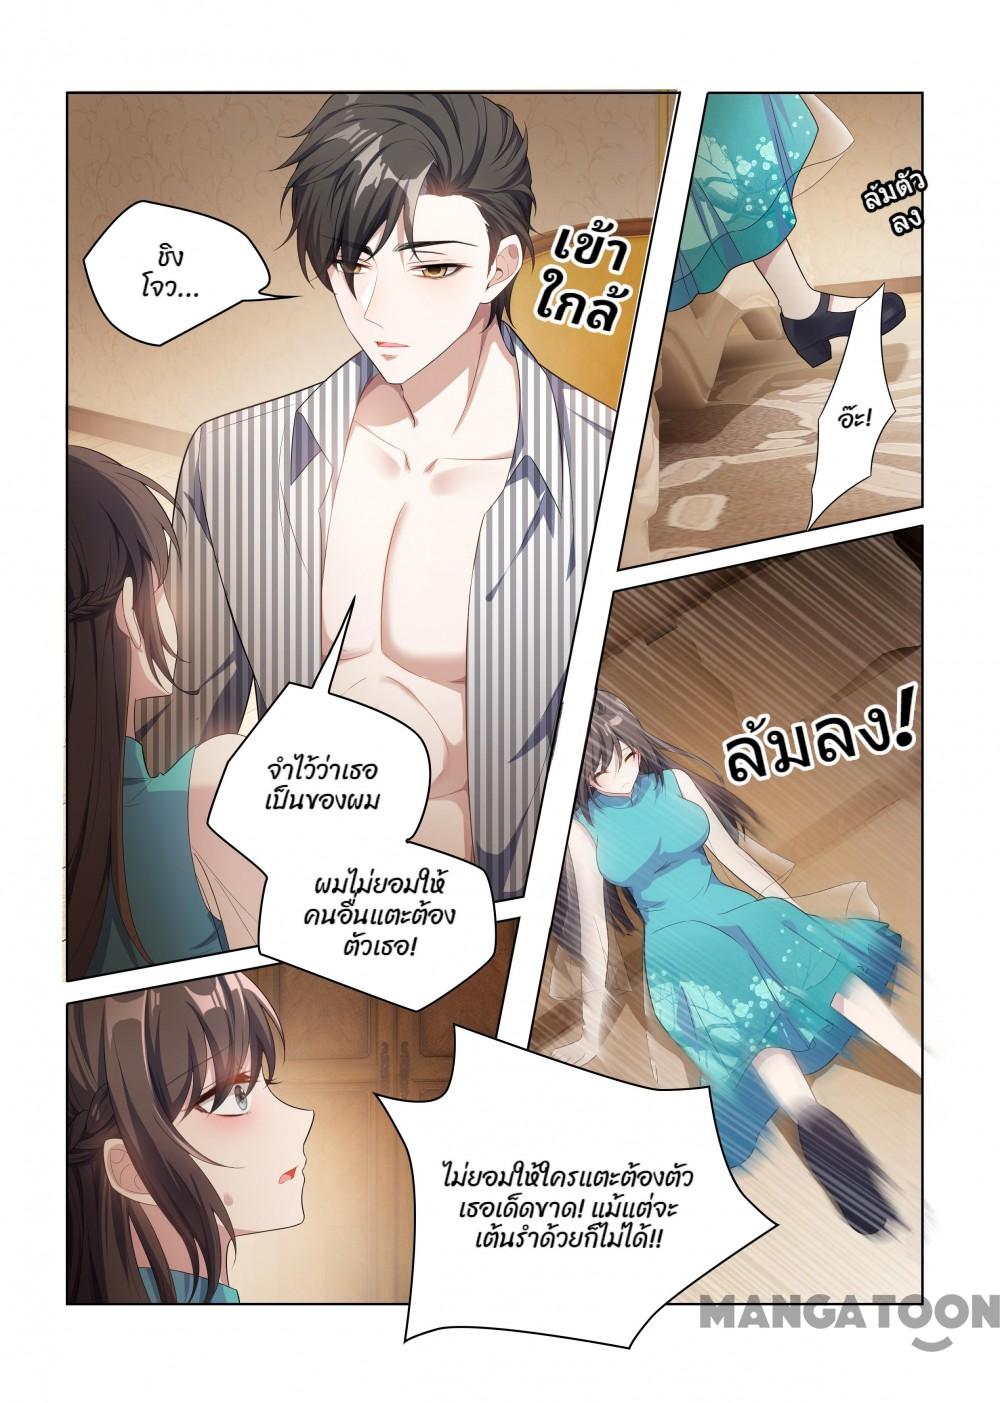 ชิง
โจว...
เข้า
ใกล้
ล้มตัว
ลง
อ๊ะ!
ล้มลง!
จำไว้ว่าเธอ
เป็นของผม
ผมไม่ยอมให้
คนอื่นแตะต้อง
ตัวเธอ!
ไม่ยอมให้ใครแตะต้องตัว
เธอเด็ดขาด! แม้แต่จะ
เต้นรำด้วยก็ไม่ได้!!
MANGATOON